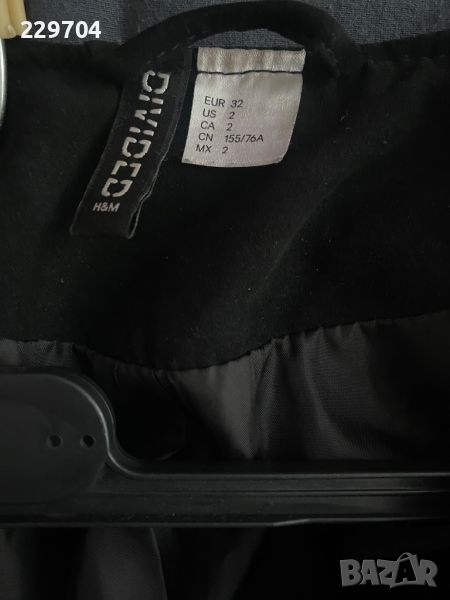 229704
DIVIDED
H&M
EUR 32
US 2
CA 2
CN 155/76A
MX 2
BAZAR